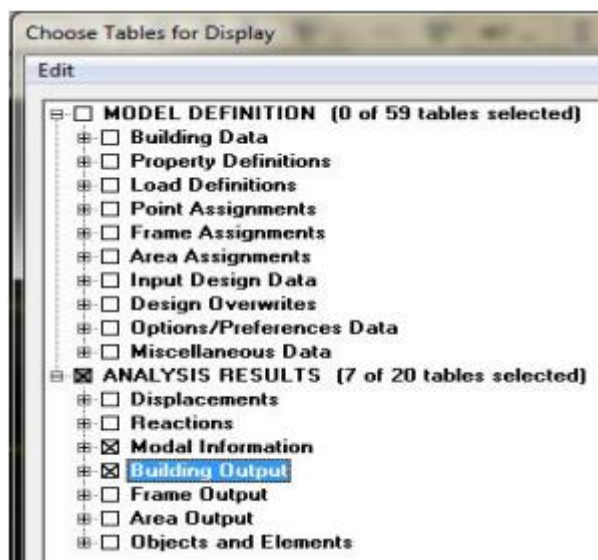 Choose Tables for Display
Edit
MODEL DEFINITION (0 of 59 tables selected)
Building Data
Property Definitions
Load Definitions
Point Assignments
Frame Assignments
Area Assignments
Input Design Data
Design Overwrites
Options/Preferences Data
Miscellaneous Data
ANALYSIS RESULTS (7 of 20 tables selected)
Displacements
Reactions
Modal Information
Building Output
Frame Output
Area Output
Objects and Elements